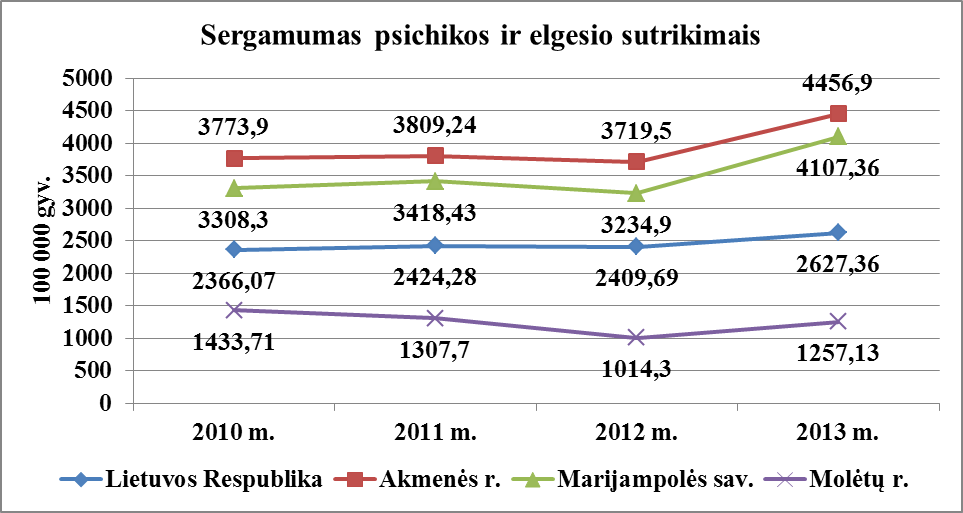 Sergamumas psichikos ir elgesio sutrikimais
100 000 gyv.
5000
4500
4000
3500
3000
2500
2000
1500
1000
500
0
3773,9 3809,24 3719,5 4456,9
3308,3 3418,43 3234,9 4107,36
2366,07 2424,28 2409,69 2627,36
1433,71 1307,7 1014,3 1257,13
2010 m. 2011 m. 2012 m. 2013 m.
Lietuvos Respublika Akmenės r. Marijampolės sav. Molėtų r.